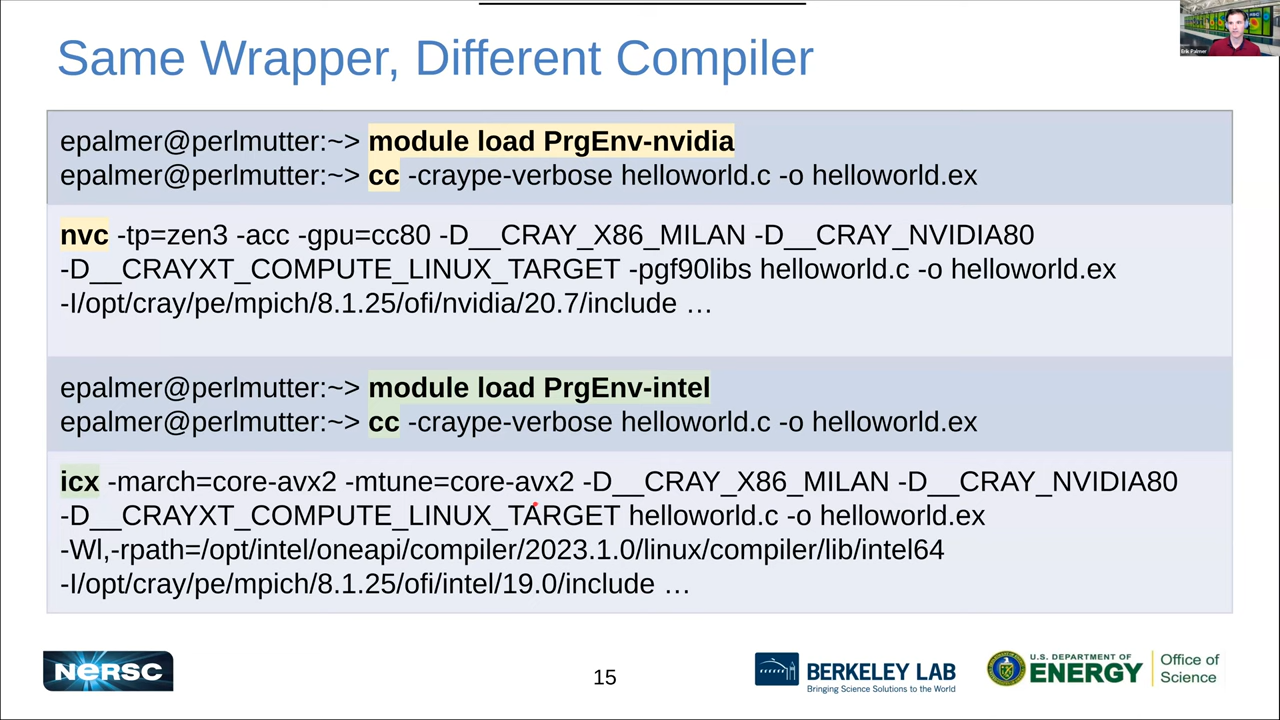 Same Wrapper, Different Compiler
Erik Palmer
epalmer@perlmutter:~> module load PrgEnv-nvidia
epalmer@perlmutter:~> cc -craype-verbose helloworld.c -o helloworld.ex
nvc -tp=zen3 -acc -gpu=cc80 -D__CRAY_X86_MILAN -D__CRAY_NVIDIA80
-D__CRAYXT_COMPUTE_LINUX_TARGET -pgf90libs helloworld.c -o helloworld.ex
-I/opt/cray/pe/mpich/8.1.25/ofi/nvidia/20.7/include …
epalmer@perlmutter:~> module load PrgEnv-intel
epalmer@perlmutter:~> cc -craype-verbose helloworld.c -o helloworld.ex
icx -march=core-avx2 -mtune=core-avx2 -D__CRAY_X86_MILAN -D__CRAY_NVIDIA80
-D__CRAYXT_COMPUTE_LINUX_TARGET helloworld.c -o helloworld.ex
-Wl,-rpath=/opt/intel/oneapi/compiler/2023.1.0/linux/compiler/lib/intel64
-I/opt/cray/pe/mpich/8.1.25/ofi/intel/19.0/include …
NERSC
15
BERKELEY LAB
Bringing Science Solutions to the World
U.S. DEPARTMENT OF
ENERGY
Office of
Science